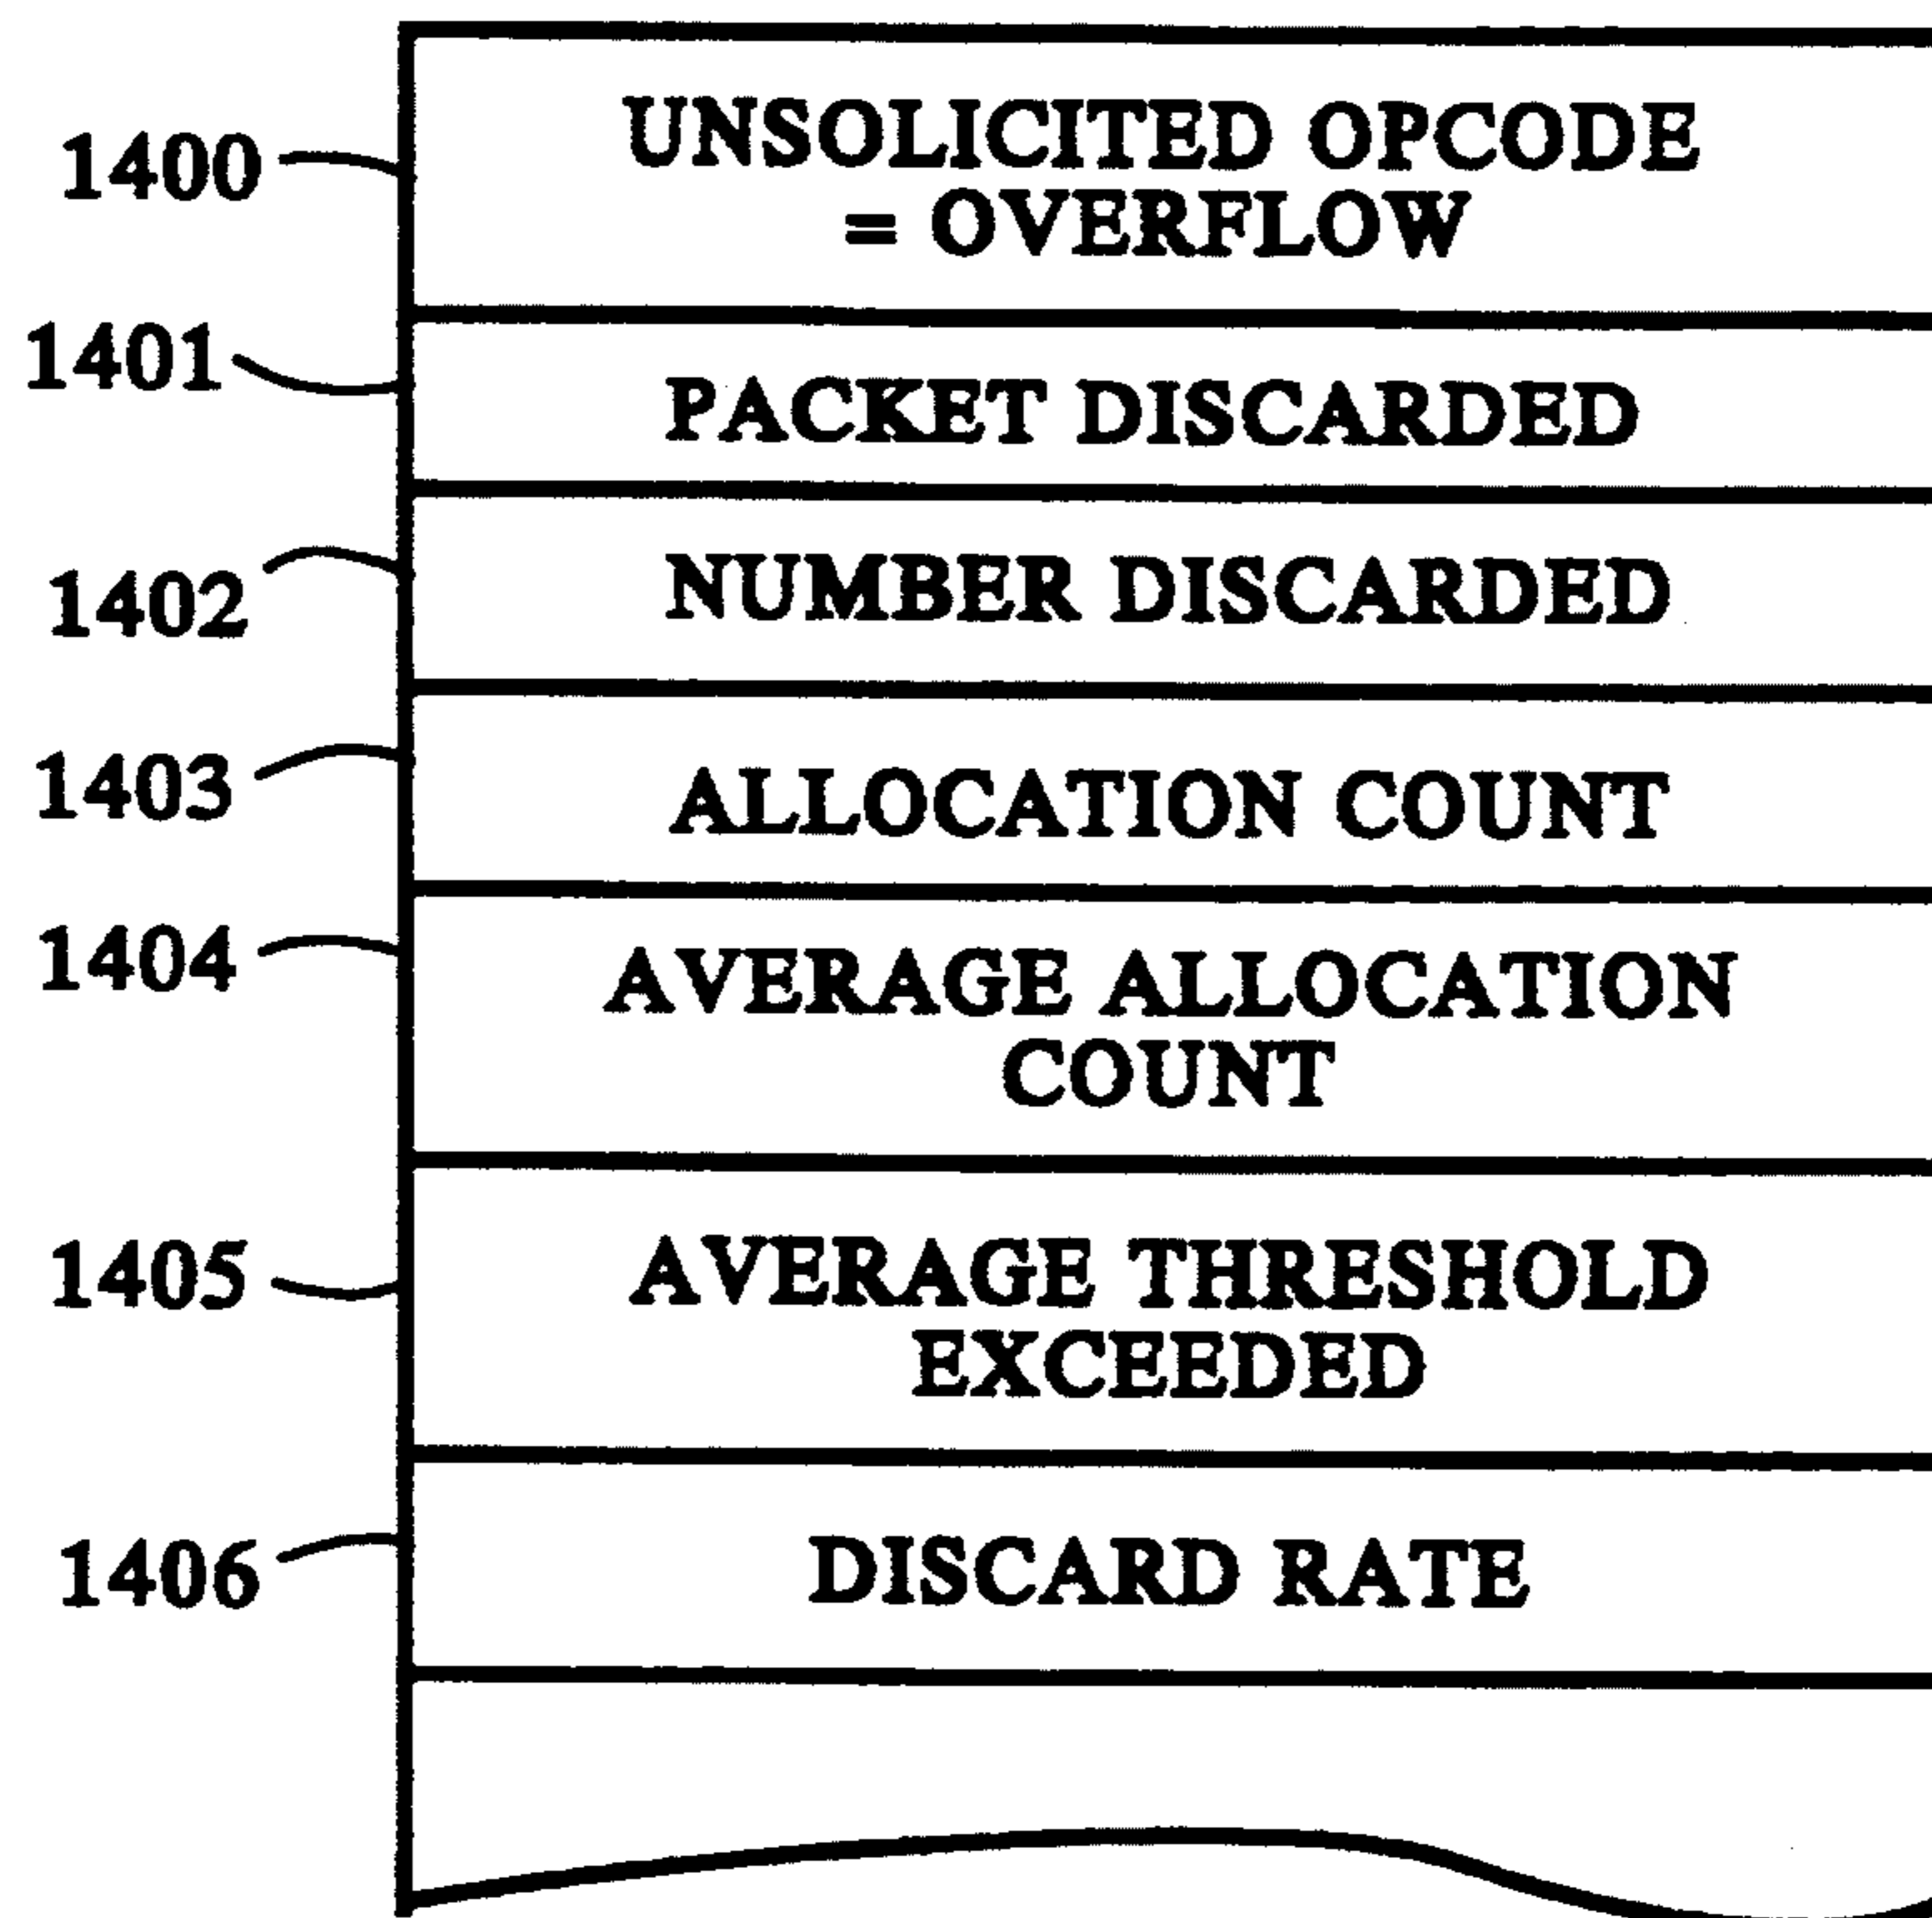 1400
UNSOLICITED OPCODE
= OVERFLOW
1401
PACKET DISCARDED
1402
NUMBER DISCARDED
1403
ALLOCATION COUNT
1404
AVERAGE ALLOCATION
COUNT
1405
AVERAGE THRESHOLD
EXCEEDED
1406
DISCARD RATE